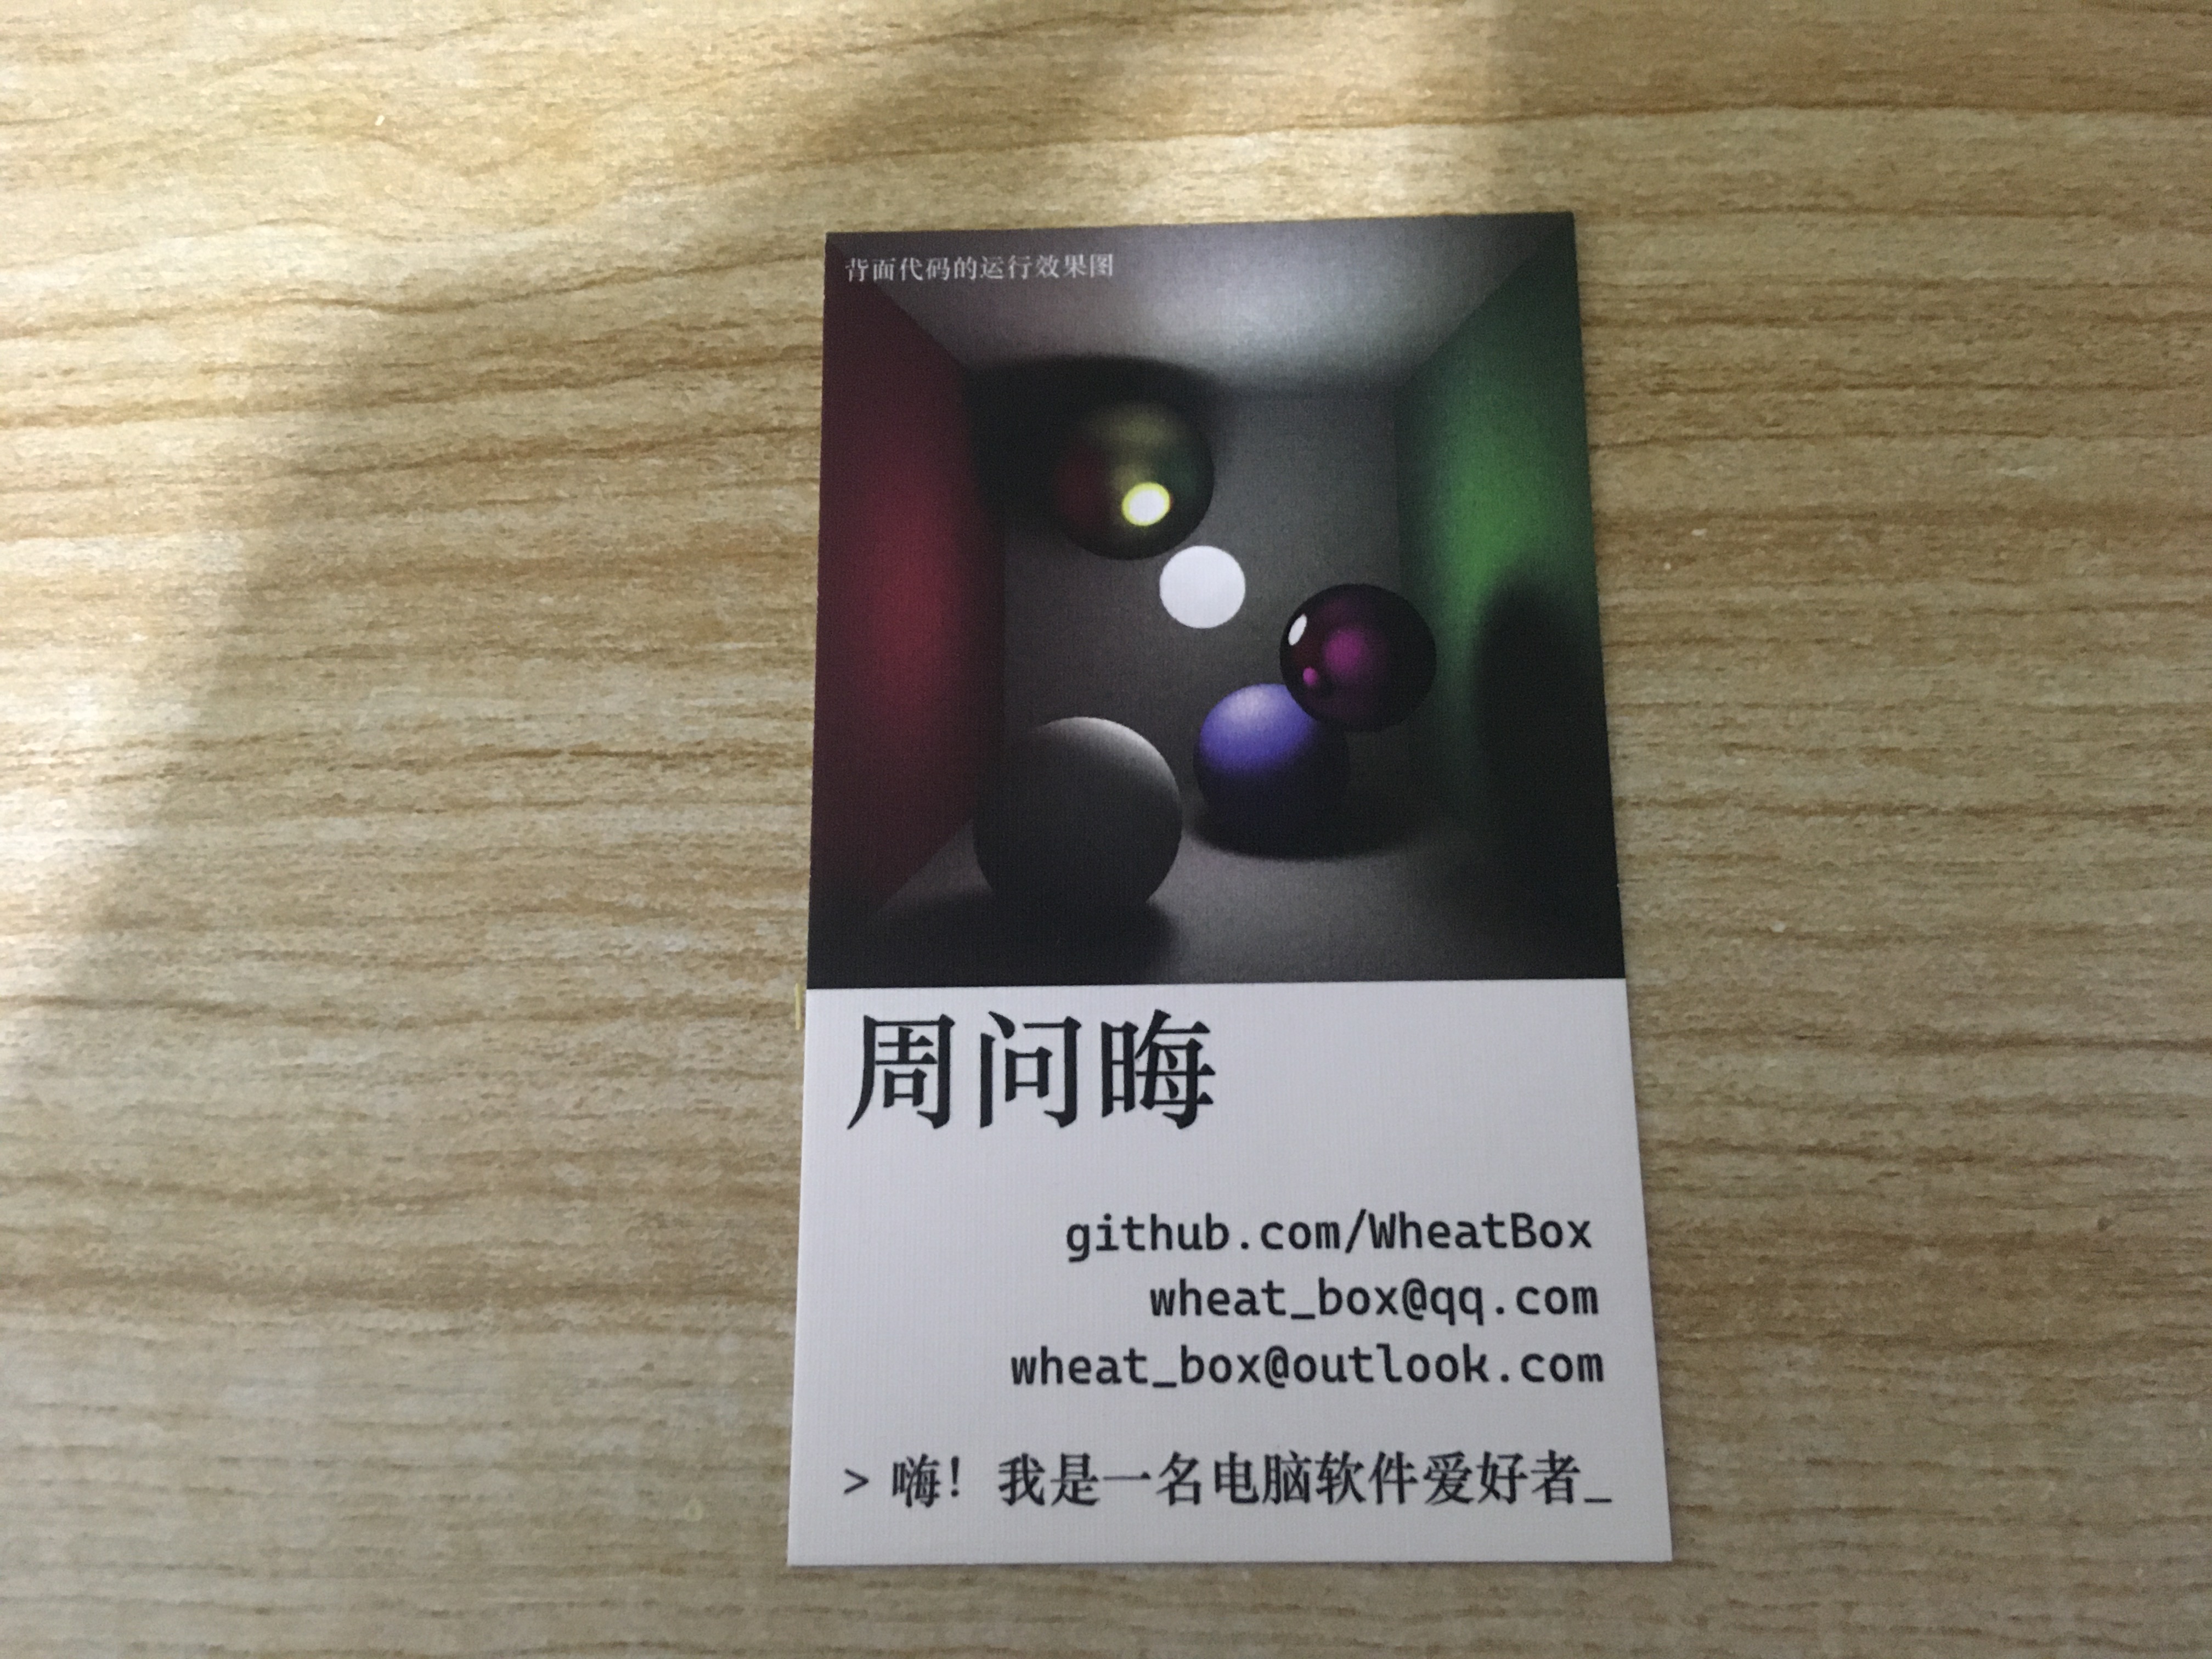 背面代码的运行效果图
周问晦
github.com/WheatBox
wheat_box@qq.com
wheat_box@outlook.com
> 嗨！我是一名电脑软件爱好者_